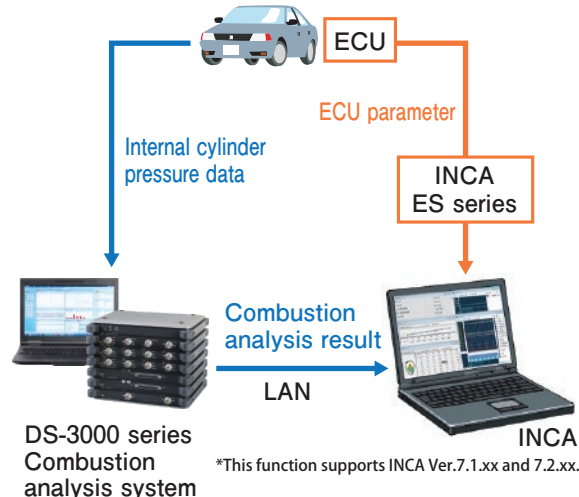 ECU
ECU parameter
Internal cylinder
pressure data
INCA
ES series
Combustion
analysis result
LAN
DS-3000 series
Combustion
analysis system
INCA
*This function supports INCA Ver.7.1.xx and 7.2.xx.